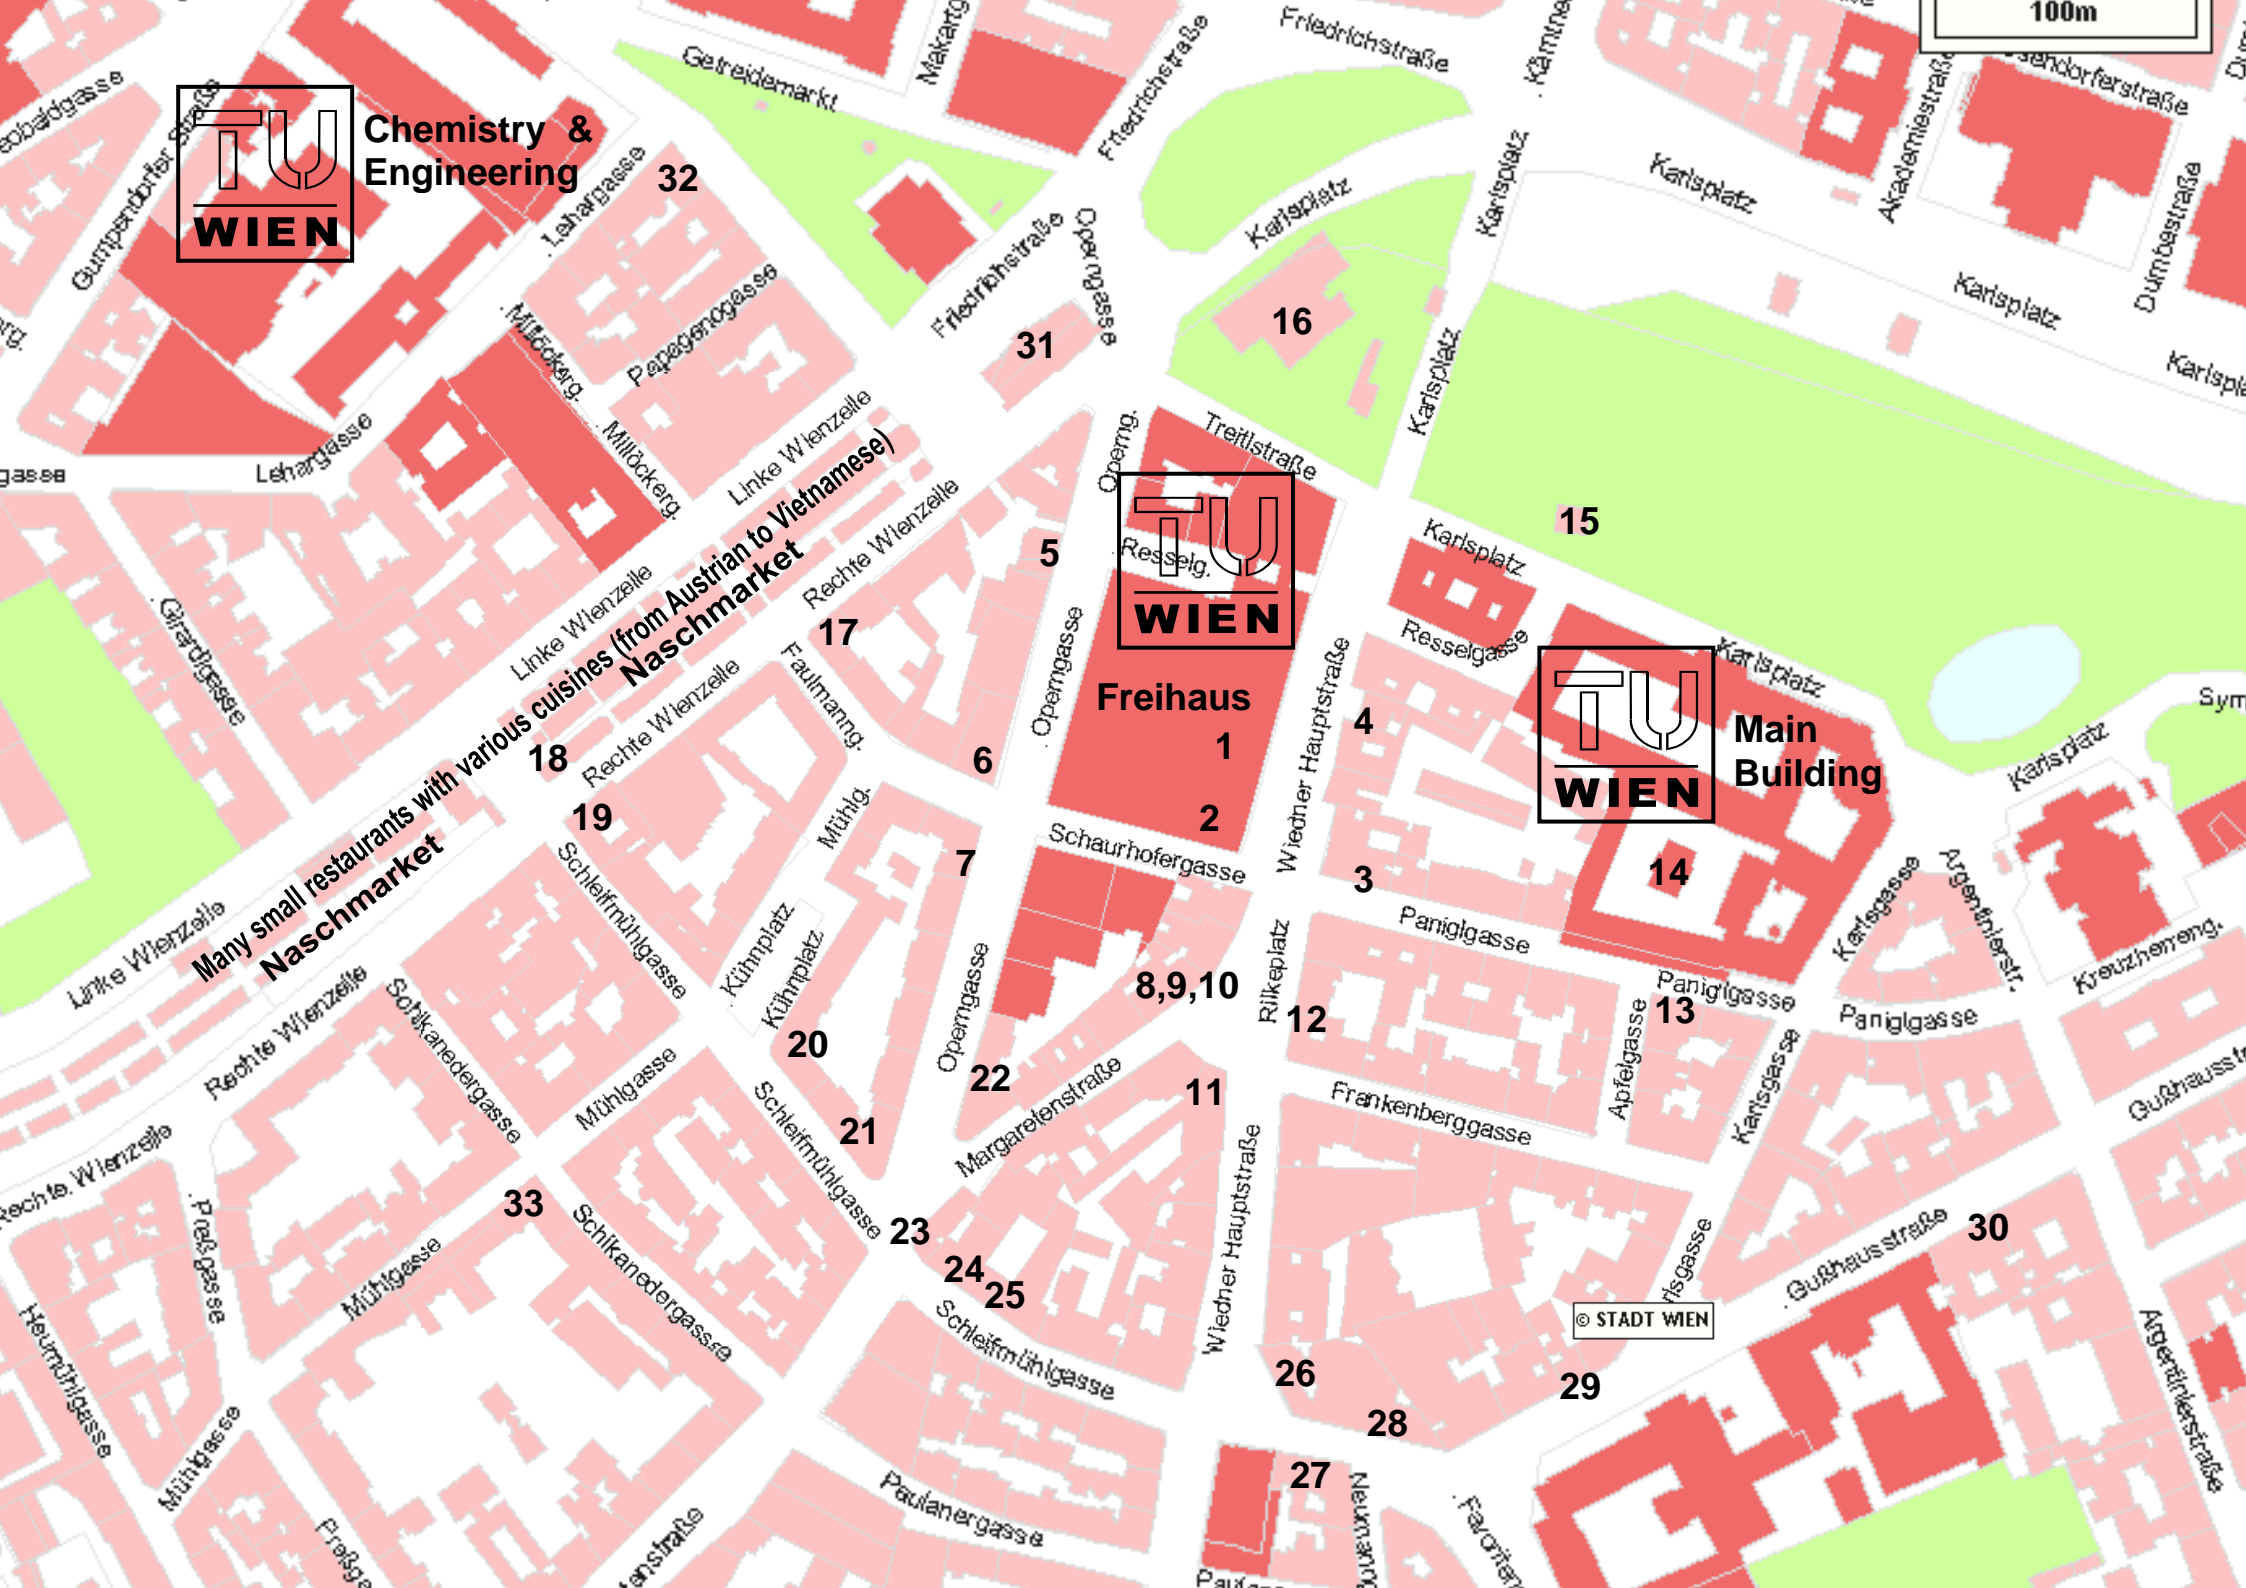 100m
Friedrichstraße
Getreidemarkt
Friedrichstraße
Karlsplatz
Karlsplatz
Akademiestraße
Dumbastraße
Gumpendorfer Straße
TU
WIEN
Chemistry &
Engineering
32
Lehargasse
Karlsplatz
Friedrichstraße
Operngasse
Karlsplatz
Karlsplatz
Papagenogasse
Millöckerg.
31
16
Karlsplatz
Millöckerg.
Lehargasse
Linke Wienzeile
Operng.
Treitlstraße
Rechte Wienzeile
5
Resselg.
TU
WIEN
Karlsplatz
15
Girardigasse
Linke Wienzeile
Many small restaurants with various cuisines (from Austrian to Vietnamese)
Naschmarket
17
Faulmanng.
Rechte Wienzeile
Operngasse
Freihaus
1
2
Wiedner Hauptstraße
Resselgasse
4
3
TU
WIEN
Main
Building
Karlsplatz
Karlsplatz
14
18
19
6
Mühlg.
7
Schaurhofergasse
Schleifmühlgasse
Naschmarket
Linke Wienzeile
Rechte Wienzeile
Kühnplatz
Kühnplatz
Operngasse
8,9,10
Rilkeplatz
Paniglgasse
Karlsgasse
Argentinierstr.
Kreuzherreng.
Paniglgasse
13
Paniglgasse
12
20
21
22
Margaretenstraße
11
Frankenberggasse
Apfelgasse
Karlsgasse
Schikanedergasse
Mühlgasse
Schleifmühlgasse
Rechte Wienzeile
Preßgasse
33
Mühlgasse
Schikanedergasse
23
24
25
Schleifmühlgasse
Wiedner Hauptstraße
Gußhausstraße
30
© STADT WIEN
26
28
29
27
Heumühlgasse
Mühlgasse
Paulanergasse
Argentinierstraße